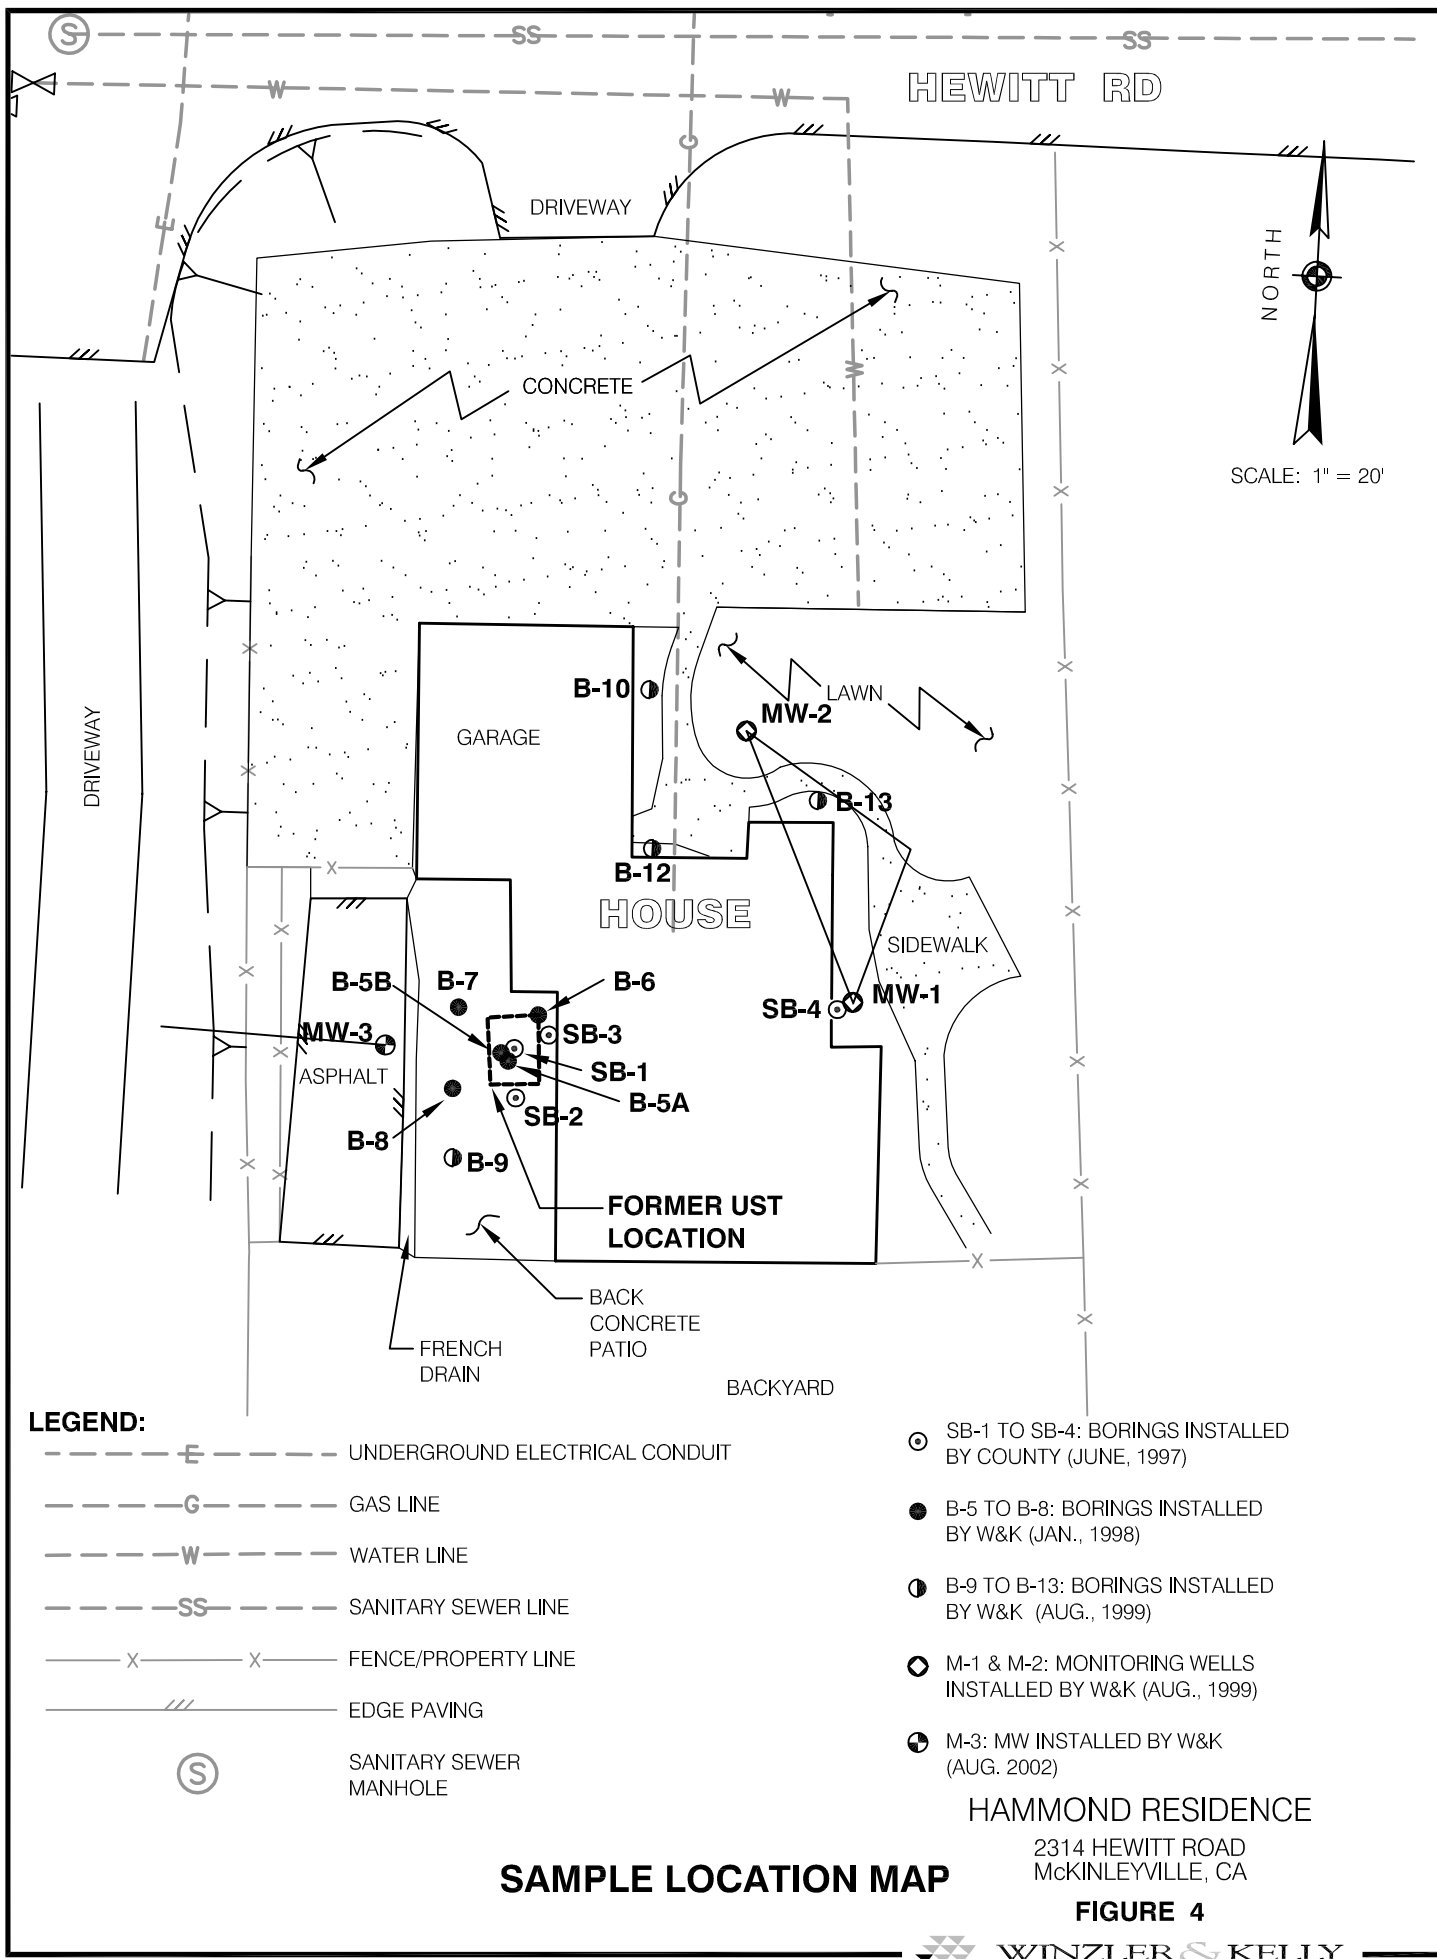 S
SS
SS
W
W
HEWITT RD
G
E
DRIVEWAY
X
NORTH
CONCRETE
W
X
SCALE: 1" = 20'
G
X
X
X
B-10
LAWN
MW-2
GARAGE
DRIVEWAY
X
X
B-13
X
B-12
HOUSE
X
X
SIDEWALK
X
B-5B
B-7
B-6
SB-4
MW-1
MW-3
SB-3
X
SB-1
ASPHALT
B-5A
SB-2
B-8
B-9
X
X
X
FORMER UST
LOCATION
X
BACK
CONCRETE
PATIO
X
FRENCH
DRAIN
BACKYARD
LEGEND:
E UNDERGROUND ELECTRICAL CONDUIT
G GAS LINE
W WATER LINE
SS SANITARY SEWER LINE
X X FENCE/PROPERTY LINE
EDGE PAVING
S SANITARY SEWER
MANHOLE
SB-1 TO SB-4: BORINGS INSTALLED
BY COUNTY (JUNE, 1997)
B-5 TO B-8: BORINGS INSTALLED
BY W&K (JAN., 1998)
B-9 TO B-13: BORINGS INSTALLED
BY W&K (AUG., 1999)
M-1 & M-2: MONITORING WELLS
INSTALLED BY W&K (AUG., 1999)
M-3: MW INSTALLED BY W&K
(AUG. 2002)
HAMMOND RESIDENCE
2314 HEWITT ROAD
McKINLEYVILLE, CA
SAMPLE LOCATION MAP
FIGURE 4
WINZLER & KELLY